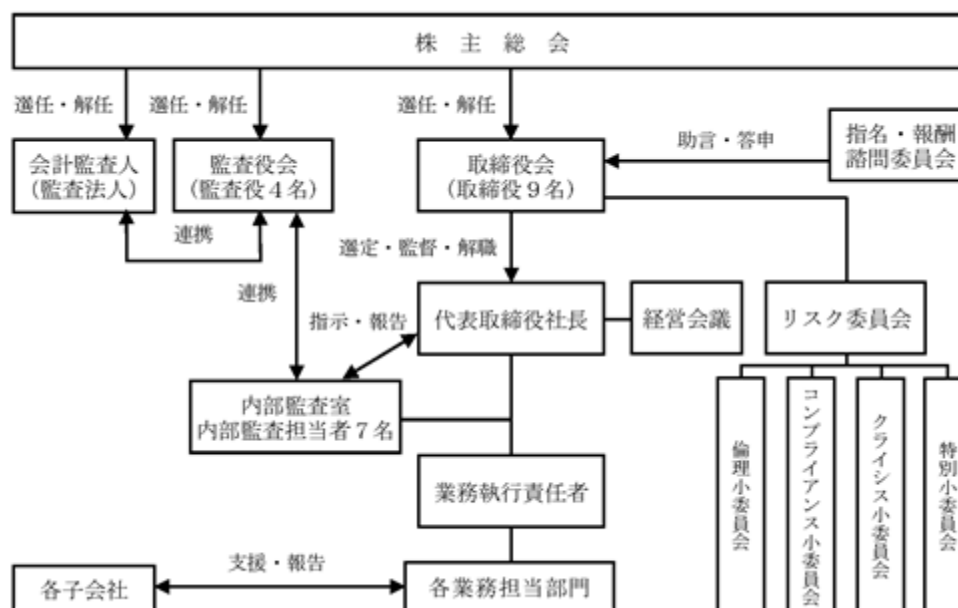 株主総会
選任・解任
選任・解任
選任・解任
会計監査人
(監査法人)
監査役会
(監査役4名)
取締役会
(取締役9名)
助言・答申
指名・報酬
諮問委員会
連携
選定・監督・解職
連携
指示・報告
代表取締役社長
経営会議
リスク委員会
内部監査室
内部監査担当者7名
倫理小委員会
コンプライアンス小委員会
クライシス小委員会
特別小委員会
業務執行責任者
各子会社
支援・報告
各業務担当部門